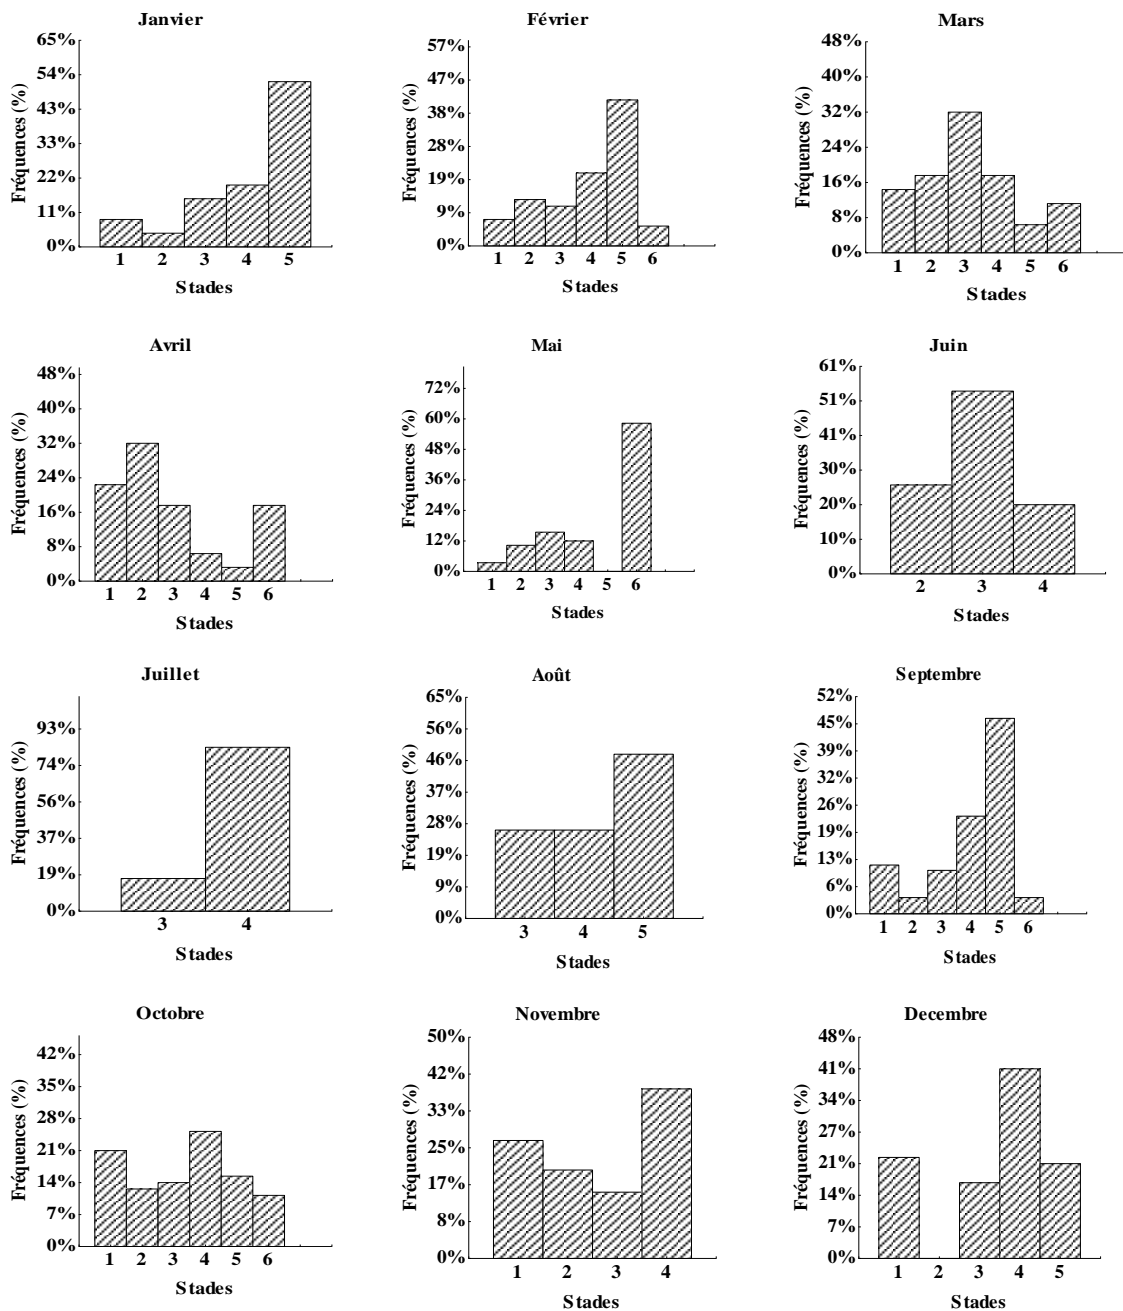 Janvier
65%
54%
43%
33%
22%
11%
0%
Fréquences (%)
1 2 3 4 5
Stades
Février
57%
47%
38%
28%
19%
9%
0%
Fréquences (%)
1 2 3 4 5 6
Stades
Mars
48%
40%
32%
24%
16%
8%
0%
Fréquences (%)
1 2 3 4 5 6
Stades
Avril
48%
40%
32%
24%
16%
8%
0%
Fréquences (%)
1 2 3 4 5 6
Stades
Mai
72%
60%
48%
36%
24%
12%
0%
Fréquences (%)
1 2 3 4 5 6
Stades
Juin
61%
51%
41%
30%
20%
10%
0%
Fréquences (%)
2 3 4
Stades
Juillet
93%
74%
56%
37%
19%
0%
Fréquences (%)
3 4
Stades
Août
65%
56%
46%
37%
28%
19%
9%
0%
Fréquences (%)
3 4 5
Stades
Septembre
52%
45%
39%
32%
26%
19%
13%
6%
0%
Fréquences (%)
1 2 3 4 5 6
Stades
Octobre
42%
35%
28%
21%
14%
7%
0%
Fréquences (%)
1 2 3 4 5 6
Stades
Novembre
50%
42%
33%
25%
17%
8%
0%
Fréquences (%)
1 2 3 4
Stades
Decembre
48%
41%
34%
27%
21%
14%
7%
0%
Fréquences (%)
1 2 3 4 5
Stades